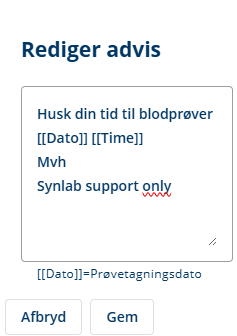 Rediger advis
Husk din tid til blodprøver
[[Dato]] [[Time]]
Mvh
Synlab support only
[[Dato]]=Prøvetagningsdato
Afbryd
Gem